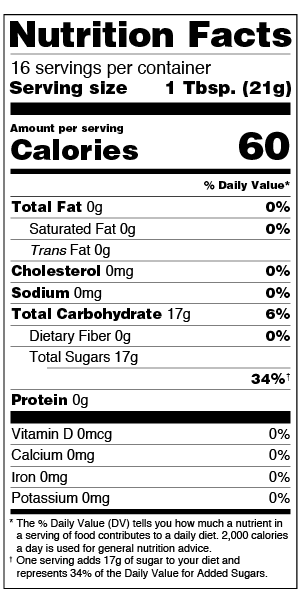 Nutrition Facts
16 servings per container
Serving size 1 Tbsp. (21g)
Amount per serving
Calories 60
% Daily Value*
Total Fat 0g 0%
Saturated Fat 0g 0%
Trans Fat 0g
Cholesterol 0mg 0%
Sodium 0mg 0%
Total Carbohydrate 17g 6%
Dietary Fiber 0g 0%
Total Sugars 17g
34%†
Protein 0g
Vitamin D 0mcg 0%
Calcium 0mg 0%
Iron 0mg 0%
Potassium 0mg 0%
* The % Daily Value (DV) tells you how much a nutrient in
a serving of food contributes to a daily diet. 2,000 calories
a day is used for general nutrition advice.
† One serving adds 17g of sugar to your diet and
represents 34% of the Daily Value for Added Sugars.